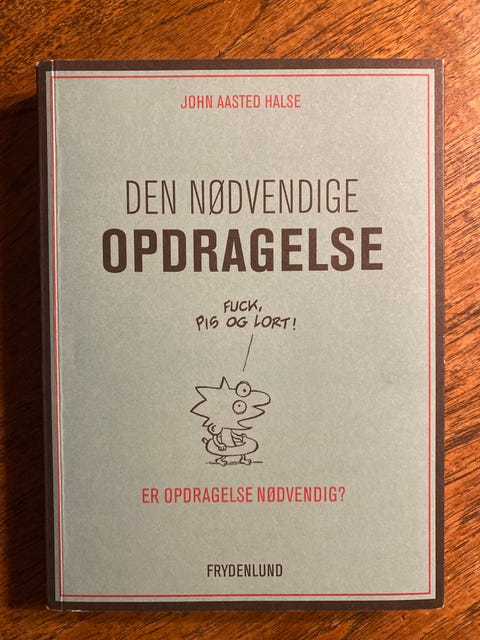 JOHN AASTED HALSE
DEN NØDVENDIGE
OPDRAGELSE
FUCK,
PIS OG LORT!
ER OPDRAGELSE NØDVENDIG?
FRYDENLUND